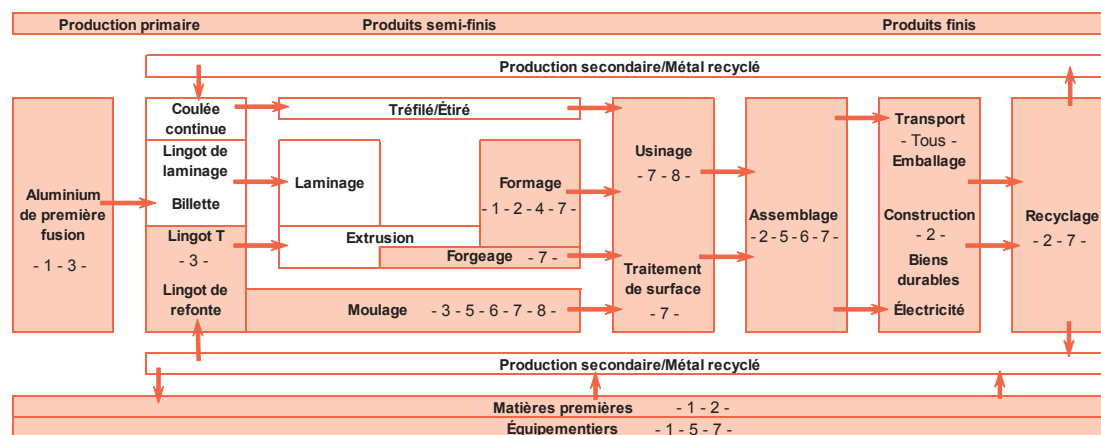 Production primaire
Produits semi-finis
Produits finis
Production secondaire/Métal recyclé
Aluminium
de première
fusion
- 1 - 3 -
Coulée
continue
Lingot de
laminage
Billette
Lingot T
- 3 -
Lingot de
refonte
Tréfilé/Étiré
Laminage
Formage
- 1 - 2 - 4 - 7 -
Extrusion
Forgeage - 7 -
Moulage - 3 - 5 - 6 - 7 - 8 -
Usinage
- 7 - 8 -
Traitement
de surface
- 7 -
Assemblage
- 2 - 5 - 6 - 7 -
Transport
- Tous -
Emballage
Construction
- 2 -
Biens
durables
Électricité
Recyclage
- 2 - 7 -
Production secondaire/Métal recyclé
Matières premières - 1 - 2 -
Équipementiers - 1 - 5 - 7 -